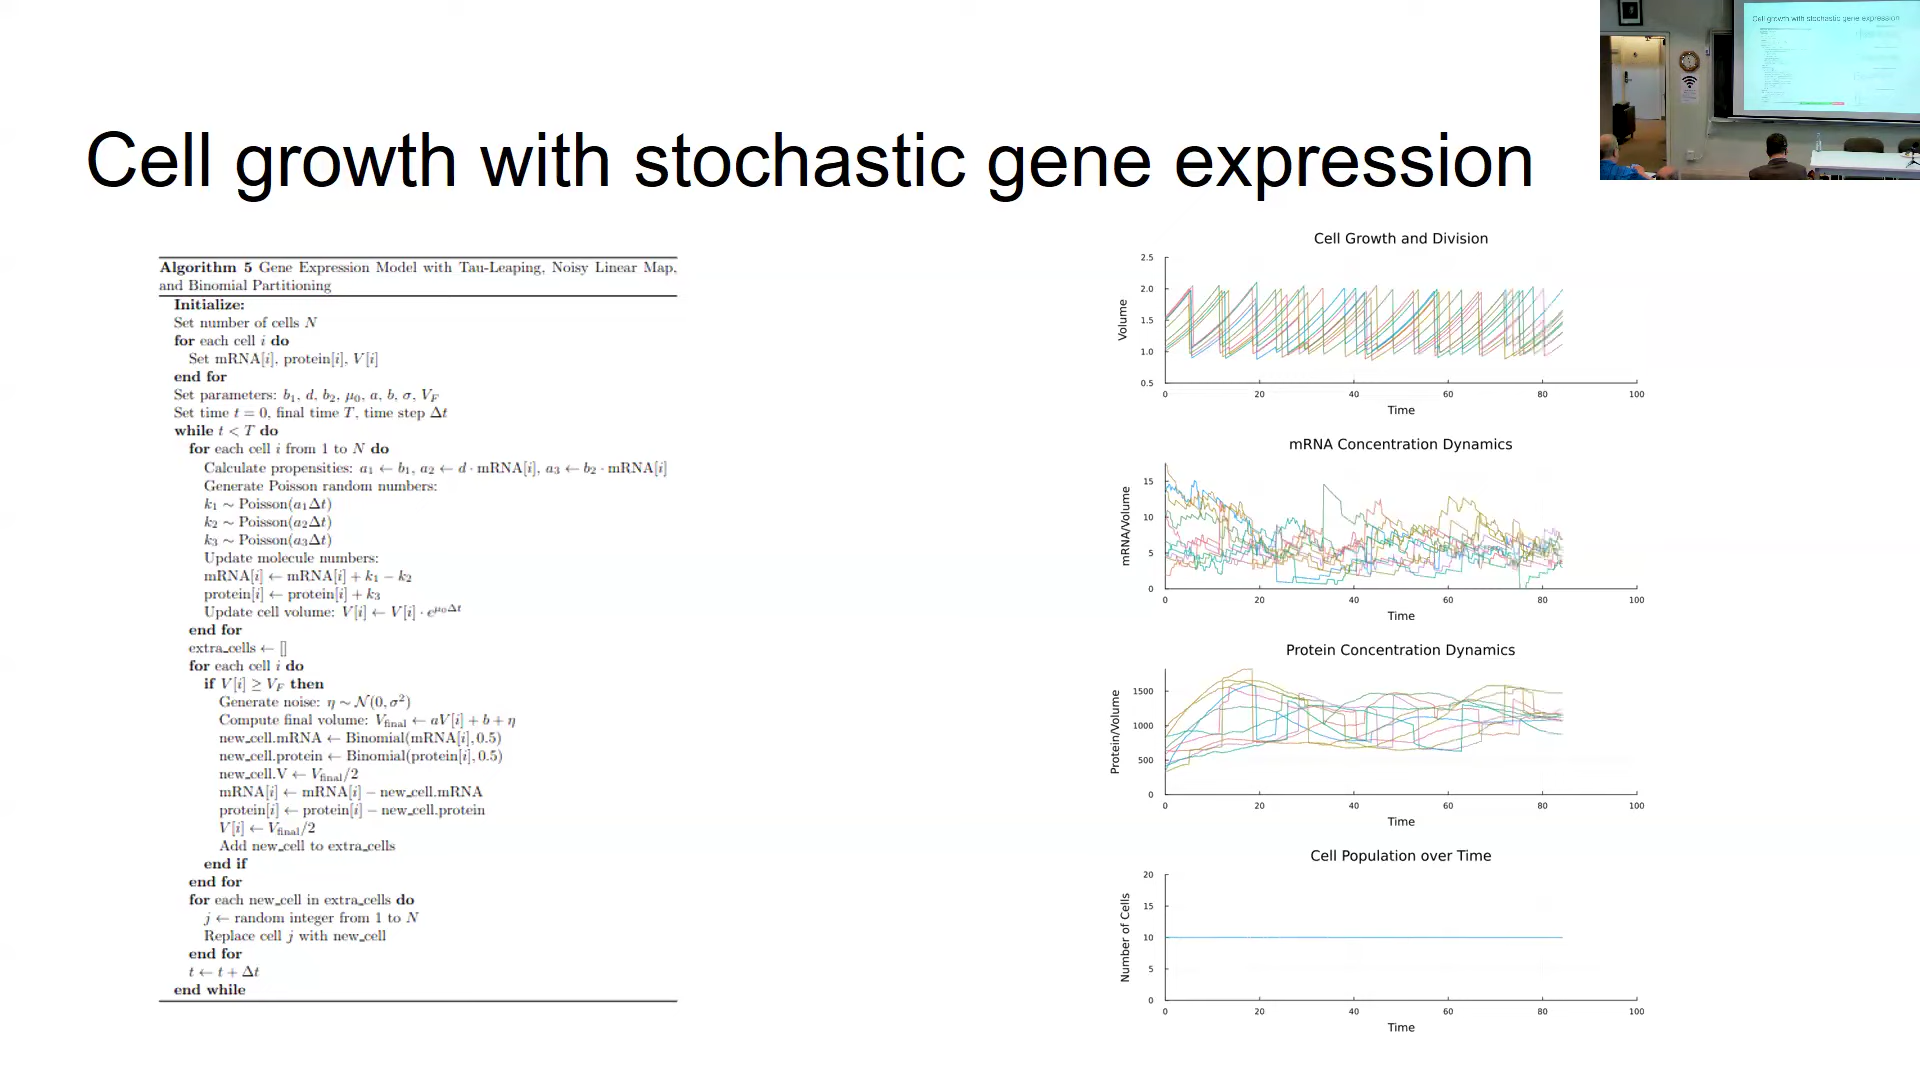 Cell growth with stochastic gene expression
Cell growth with stochastic gene expression
Algorithm 5 Gene Expression Model with Tau-Leaping, Noisy Linear Map,
and Binomial Partitioning
Initialize:
Set number of cells N
for each cell i do
Set mRNA[i], protein[i], V[i]
end for
Set parameters: b₁, d, b₂, μ₀, a, b, σ, V_F
Set time t = 0, final time T, time step Δt
while t < T do
for each cell i from 1 to N do
Calculate propensities: a₁ ← b₁, a₂ ← d · mRNA[i], a₃ ← b₂ · mRNA[i]
Generate Poisson random numbers:
k₁ ∼ Poisson(a₁Δt)
k₂ ∼ Poisson(a₂Δt)
k₃ ∼ Poisson(a₃Δt)
Update molecule numbers:
mRNA[i] ← mRNA[i] + k₁ − k₂
protein[i] ← protein[i] + k₃
Update cell volume: V[i] ← V[i] · e^{μ₀Δt}
end for
extra_cells ← []
for each cell i do
if V[i] ≥ V_F then
Generate noise: η ∼ N(0, σ²)
Compute final volume: V_final ← aV[i] + b + η
new_cell.mRNA ← Binomial(mRNA[i], 0.5)
new_cell.protein ← Binomial(protein[i], 0.5)
new_cell.V ← V_final/2
mRNA[i] ← mRNA[i] − new_cell.mRNA
protein[i] ← protein[i] − new_cell.protein
V[i] ← V_final/2
Add new_cell to extra_cells
end if
end for
for each new_cell in extra_cells do
j ← random integer from 1 to N
Replace cell j with new_cell
end for
t ← t + Δt
end while
Cell Growth and Division
Volume
2.5
2.0
1.5
1.0
0.5
0 20 40 60 80 100
Time
mRNA Concentration Dynamics
mRNA/Volume
15
10
5
0
0 20 40 60 80 100
Time
Protein Concentration Dynamics
Protein/Volume
1500
1000
500
0
0 20 40 60 80 100
Time
Cell Population over Time
Number of Cells
20
15
10
5
0
0 20 40 60 80 100
Time